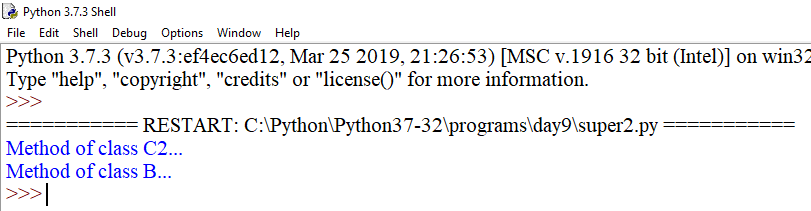 Python 3.7.3 Shell
File Edit Shell Debug Options Window Help
Python 3.7.3 (v3.7.3:ef4ec6ed12, Mar 25 2019, 21:26:53) [MSC v.1916 32 bit (Intel)] on win32
Type "help", "copyright", "credits" or "license()" for more information.
>>>
=========== RESTART: C:\Python\Python37-32\programs\day9\super2.py ===========
Method of class C2...
Method of class B...
>>>